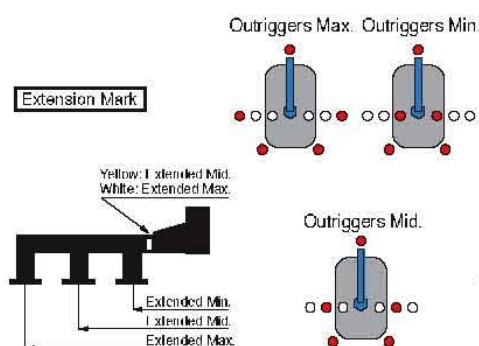 Outriggers Max. Outriggers Min.
Extension Mark
Yellow: Extended Mid.
White: Extended Max.
Outriggers Mid.
Extended Min.
Extended Mid.
Extended Max.